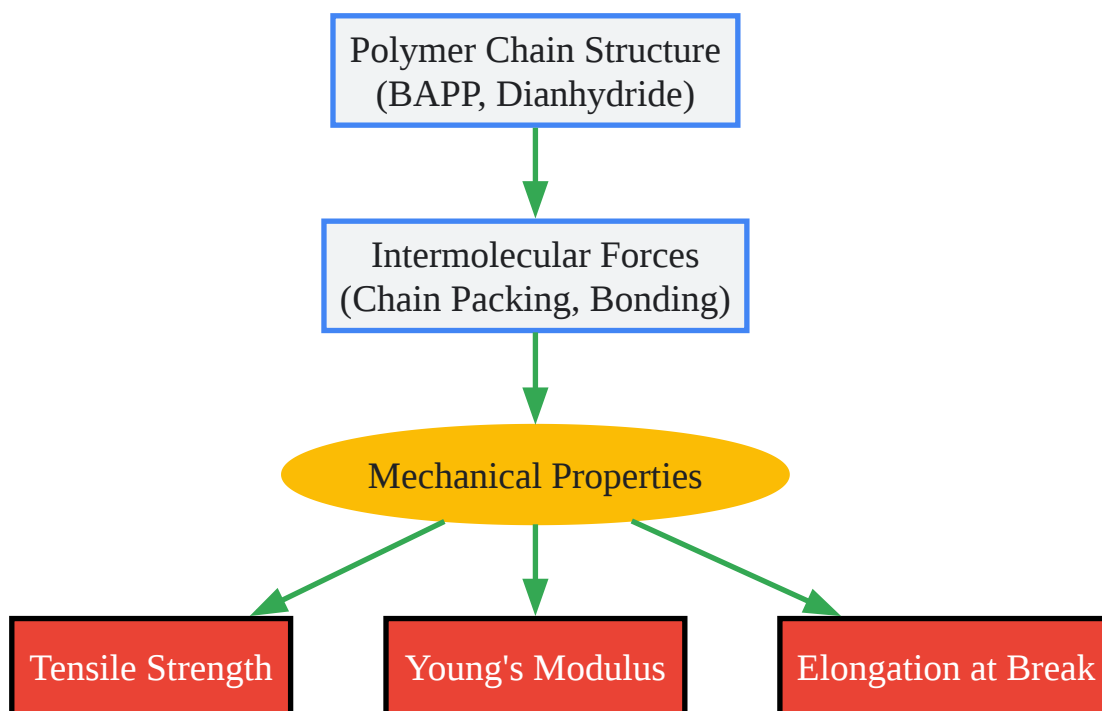 Polymer Chain Structure
(BAPP, Dianhydride)
Intermolecular Forces
(Chain Packing, Bonding)
Mechanical Properties
Tensile Strength
Young's Modulus
Elongation at Break